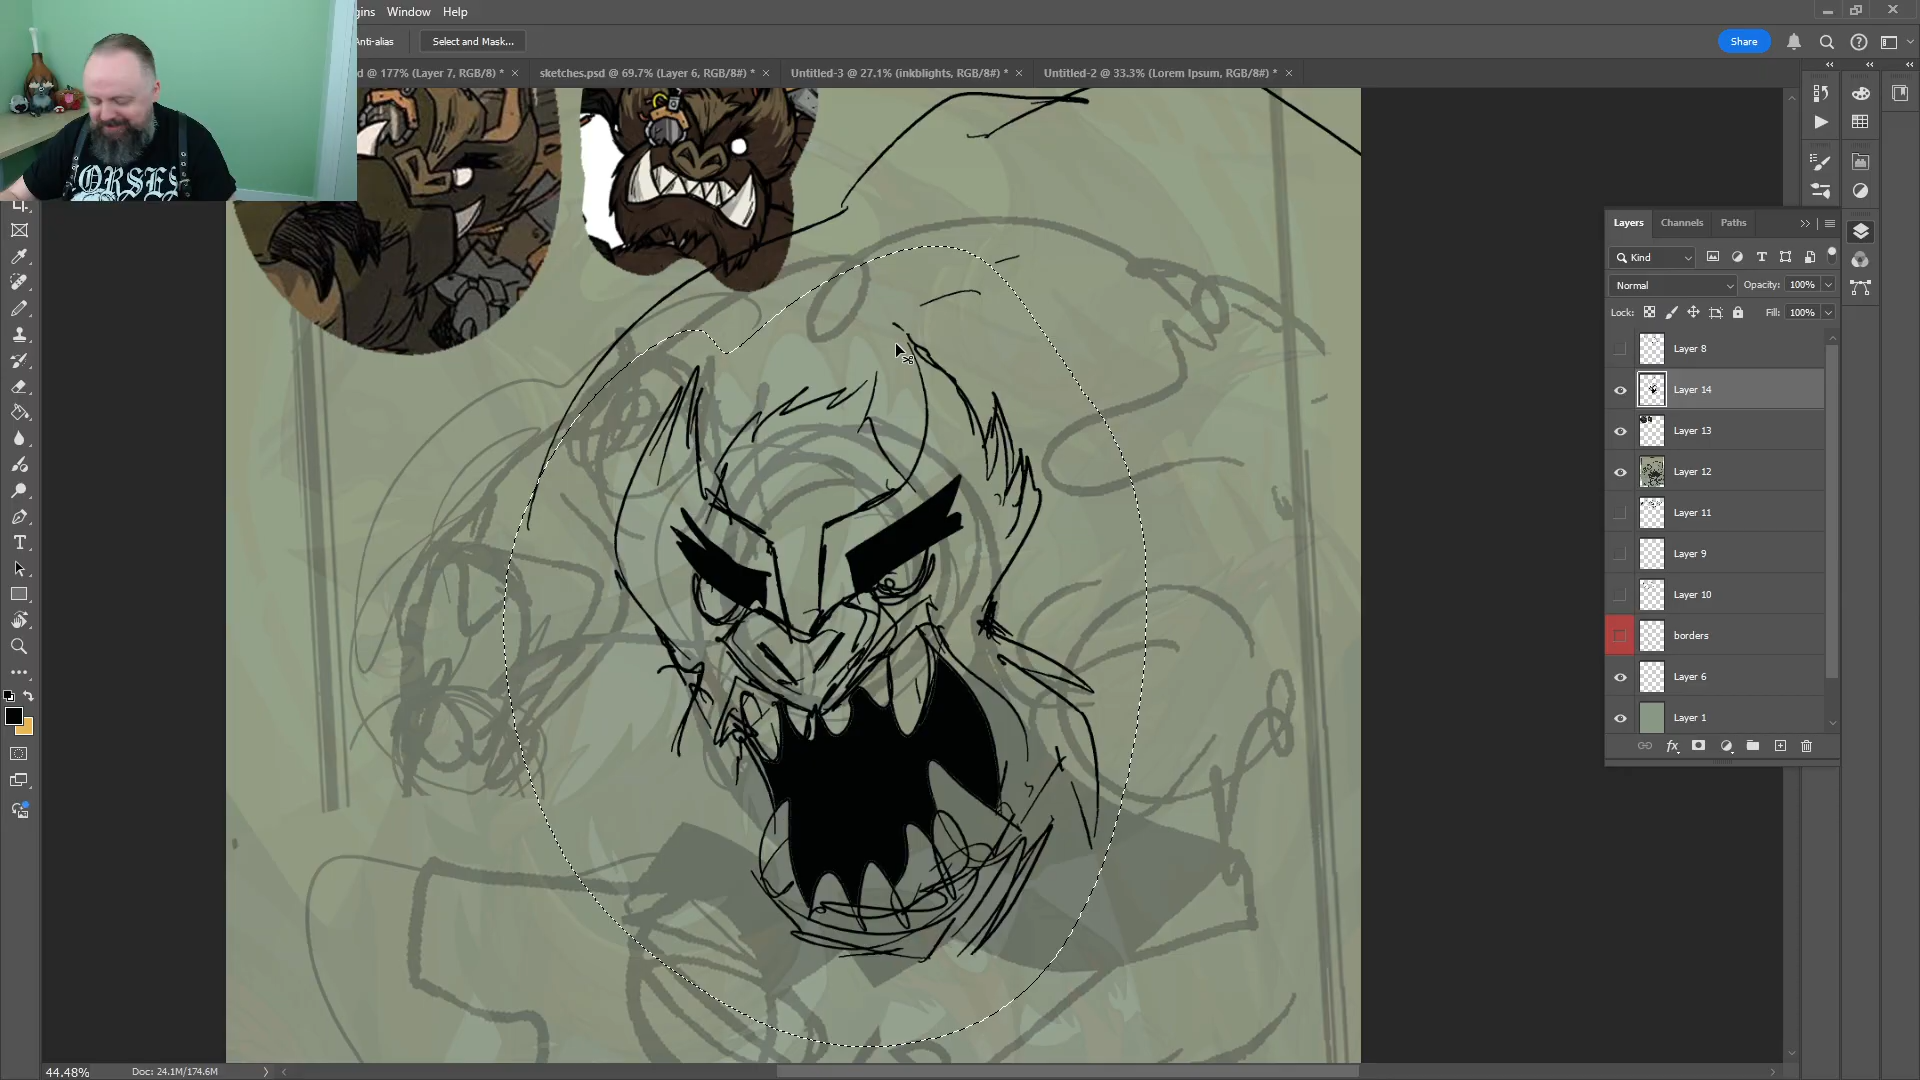 gins Window Help
Anti-alias Select and Mask... Share
d @ 177% (Layer 7, RGB/8) * × sketches.psd @ 69.7% (Layer 6, RGB/8#) * × Untitled-3 @ 27.1% (inkblights, RGB/8#) * × Untitled-2 @ 33.3% (Lorem Ipsum, RGB/8#) * ×
HORSES
Layers Channels Paths
Kind
Normal Opacity: 100%
Lock: Fill: 100%
Layer 8
Layer 14
Layer 13
Layer 12
Layer 11
Layer 9
Layer 10
borders
Layer 6
Layer 1
fx
44.48% Doc: 24.1M/174.6M